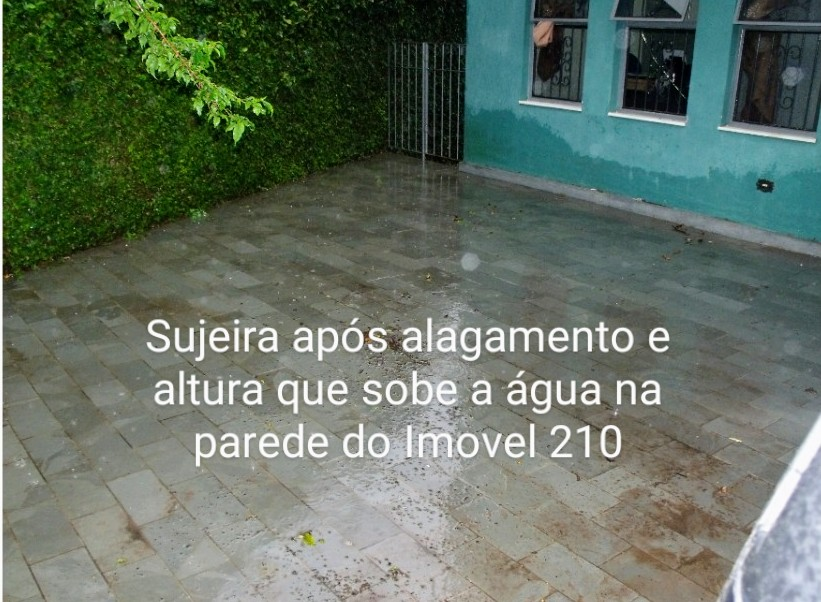 Sujeira após alagamento e
altura que sobe a água na
parede do Imovel 210